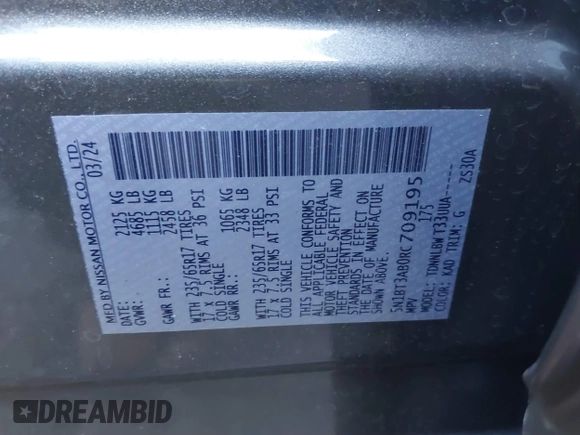 MFD BY NISSAN MOTOR CO., LTD.
DATE: 03/24
GVWR: 2125 KG
4685 LB
GAWR FR.: 1115 KG
2458 LB
WITH 235/65R17 TIRES
17 x 7.5 RIMS AT 36 PSI
COLD SINGLE
GAWR RR.: 1065 KG
2348 LB
WITH 235/65R17 TIRES
17 x 7.5 RIMS AT 33 PSI
COLD SINGLE
THIS VEHICLE CONFORMS TO
ALL APPLICABLE FEDERAL
MOTOR VEHICLE SAFETY AND
THEFT PREVENTION
STANDARDS IN EFFECT ON
THE DATE OF MANUFACTURE
SHOWN ABOVE.
5N1BT3AB0RC709195
MPV 175
MODEL: TDNNLBW T33UUA-----
COLOR: KAD TRIM: G ZS30A
DREAMBID